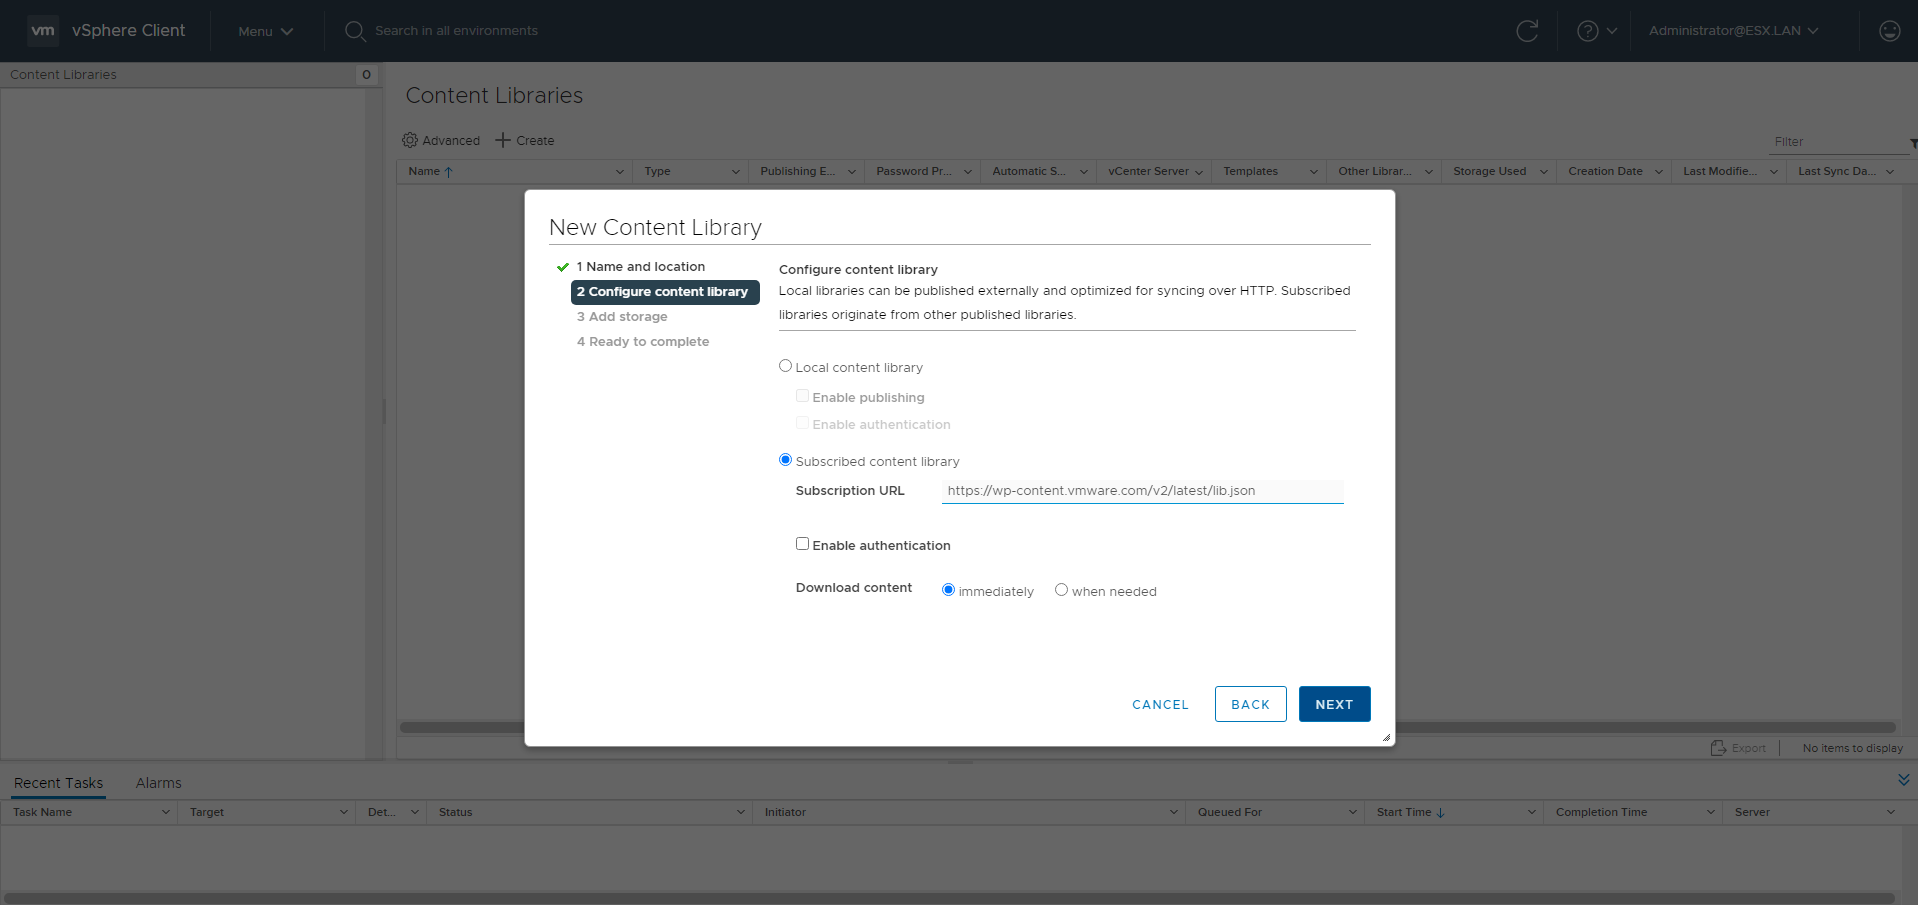 vm vSphere Client Menu Search in all environments ? Administrator@ESX.LAN
Content Libraries 0
Content Libraries
Advanced Create
Filter
Name Type Publishing E... Password Pr... Automatic S... vCenter Server Templates Other Librar... Storage Used Creation Date Last Modifie... Last Sync Da...
New Content Library
1 Name and location
2 Configure content library
3 Add storage
4 Ready to complete
Configure content library
Local libraries can be published externally and optimized for syncing over HTTP. Subscribed
libraries originate from other published libraries.
Local content library
Enable publishing
Enable authentication
Subscribed content library
Subscription URL https://wp-content.vmware.com/v2/latest/lib.json
Enable authentication
Download content immediately when needed
CANCEL BACK NEXT
Export No items to display
Recent Tasks Alarms
Task Name Target Det... Status Initiator Queued For Start Time Completion Time Server